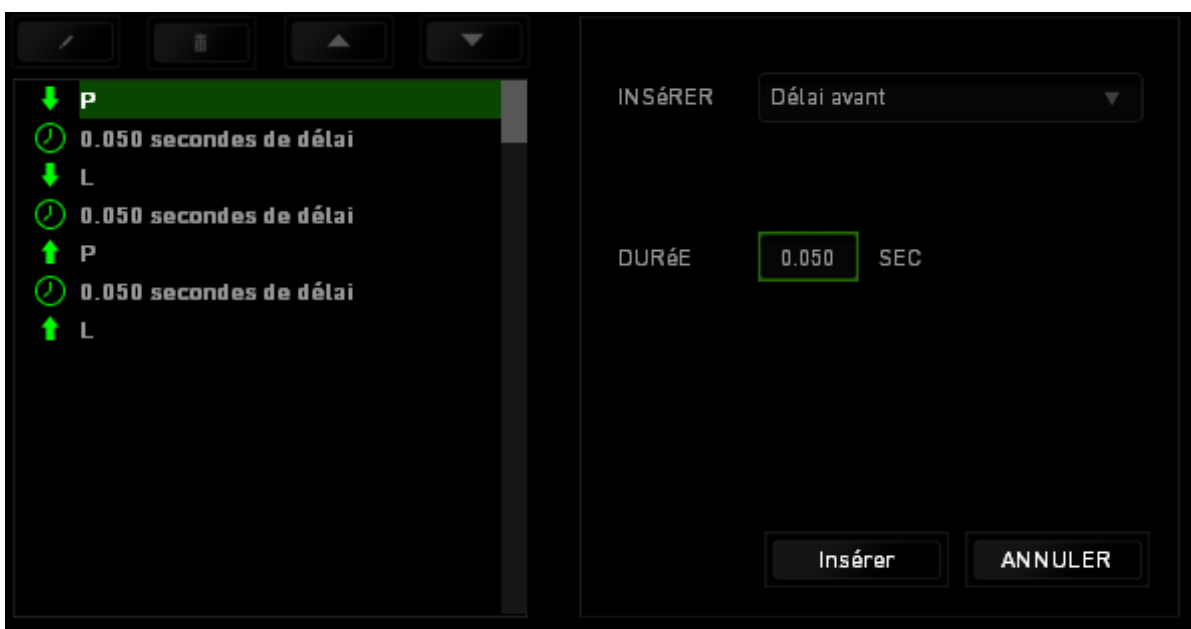 P
0.050 secondes de délai
L
0.050 secondes de délai
P
0.050 secondes de délai
L
INSéRER Délai avant
DURéE 0.050 SEC
Insérer ANNULER